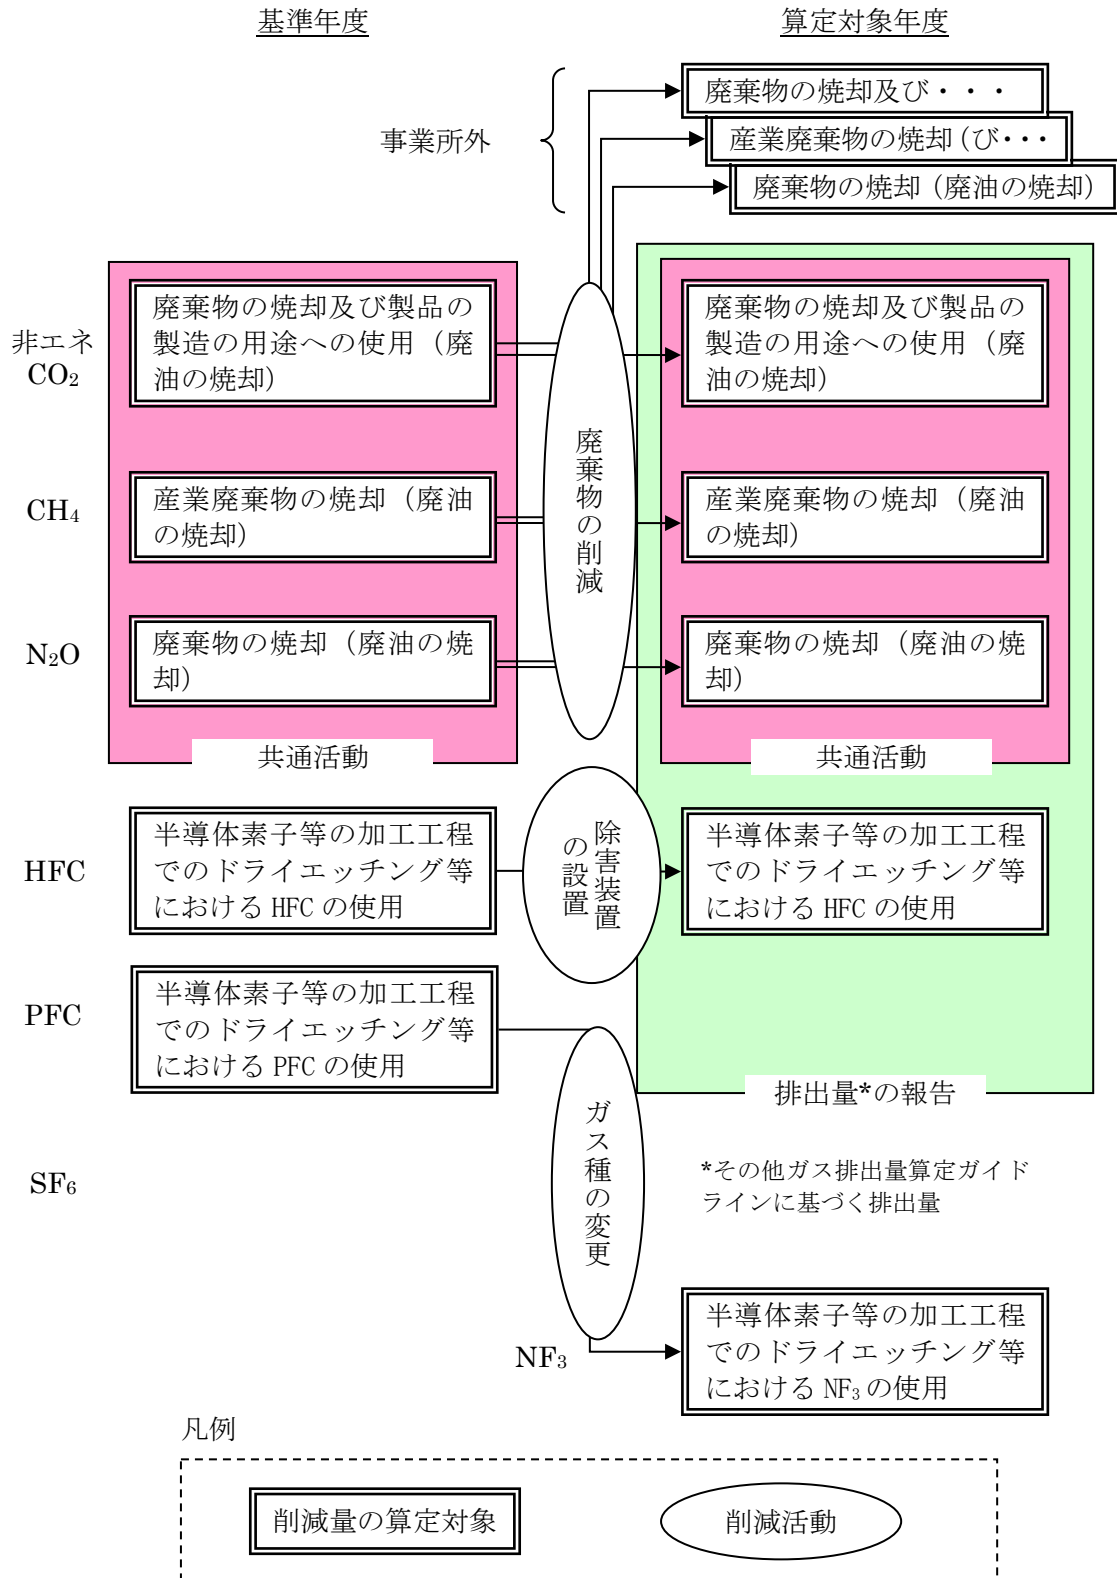 基準年度
算定対象年度
事業所外
廃棄物の焼却及び・・・
産業廃棄物の焼却（び・・・
廃棄物の焼却（廃油の焼却）
非エネ
CO₂
廃棄物の焼却及び製品の
製造の用途への使用（廃
油の焼却）
廃棄物の焼却及び製品の
製造の用途への使用（廃
油の焼却）
廃棄物の削減
CH₄
産業廃棄物の焼却（廃油
の焼却）
産業廃棄物の焼却（廃油
の焼却）
N₂O
廃棄物の焼却（廃油の焼
却）
廃棄物の焼却（廃油の焼
却）
共通活動
共通活動
HFC
半導体素子等の加工工程
でのドライエッチング等
における HFC の使用
除害装置
の設置
半導体素子等の加工工程
でのドライエッチング等
における HFC の使用
PFC
半導体素子等の加工工程
でのドライエッチング等
における PFC の使用
排出量*の報告
ガス種の変更
SF₆
*その他ガス排出量算定ガイド
ラインに基づく排出量
NF₃
半導体素子等の加工工程
でのドライエッチング等
における NF₃ の使用
凡例
削減量の算定対象
削減活動